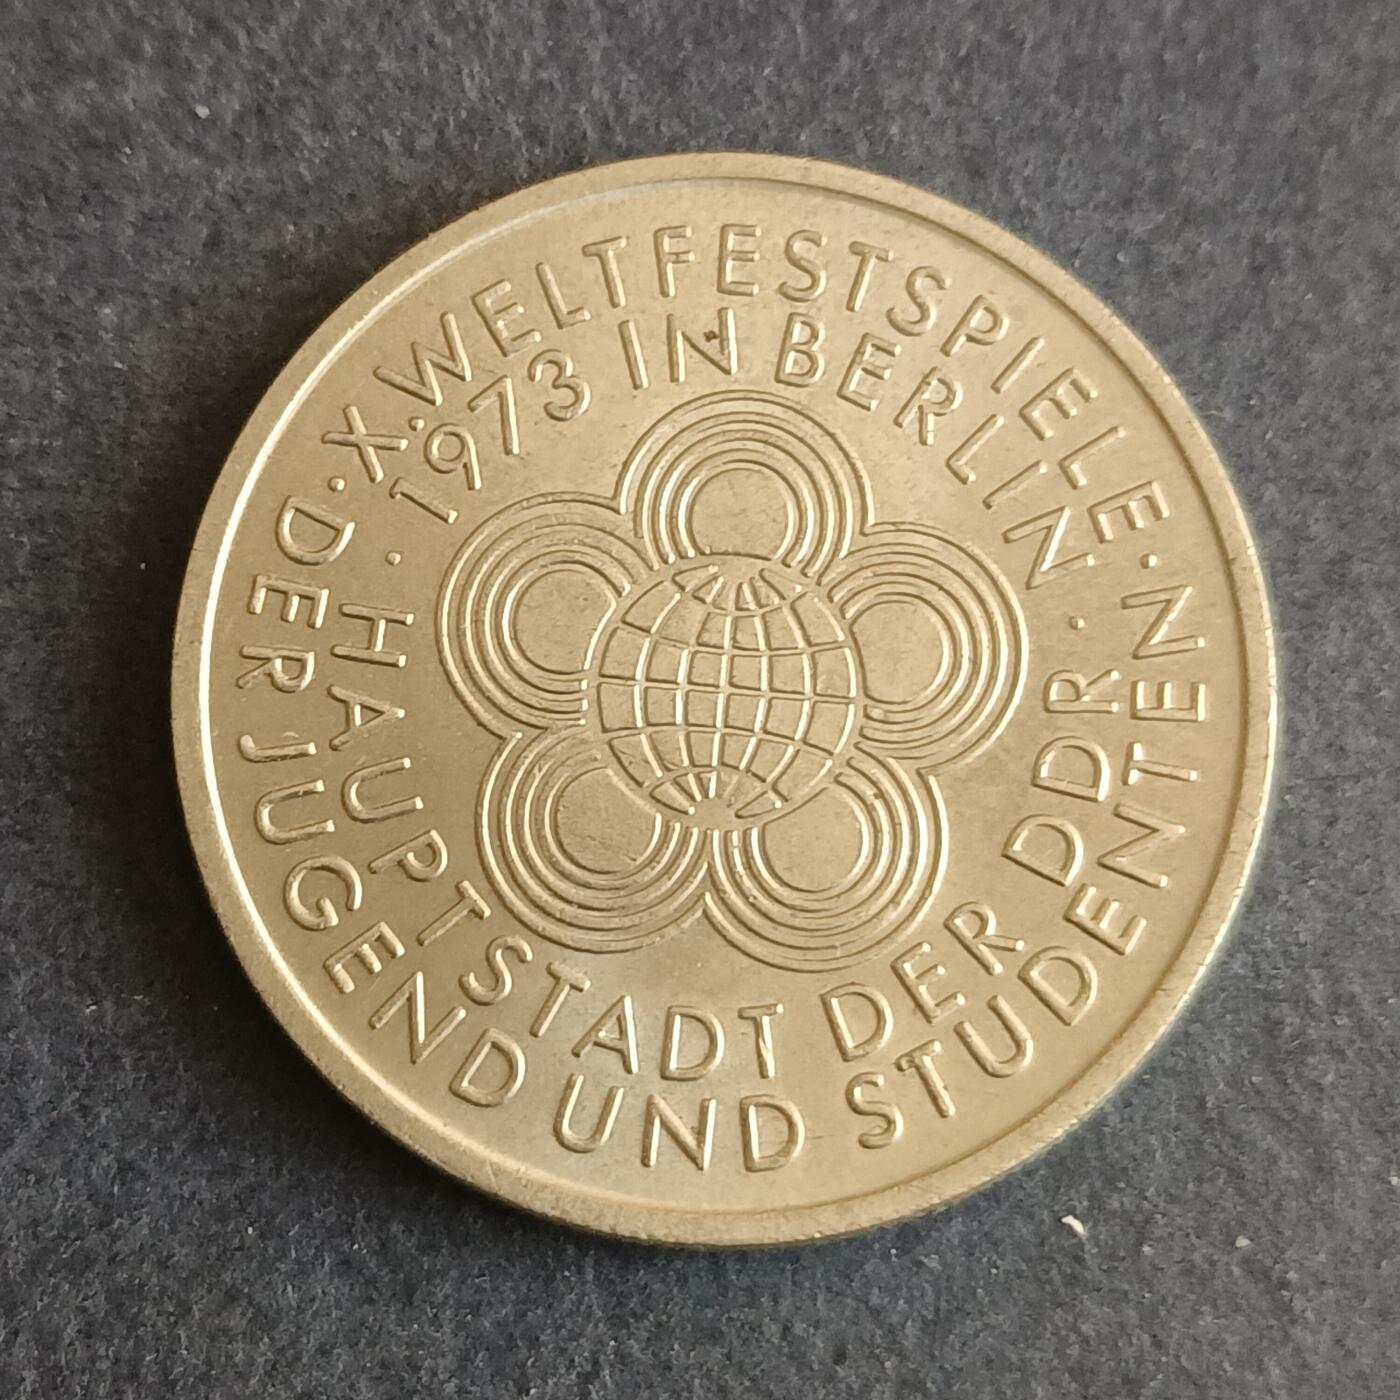 X. WELTFESTSPIELE ·
DER JUGEND UND STUDENTEN ·
1973 IN BERLIN ·
HAUPTSTADT DER DDR ·